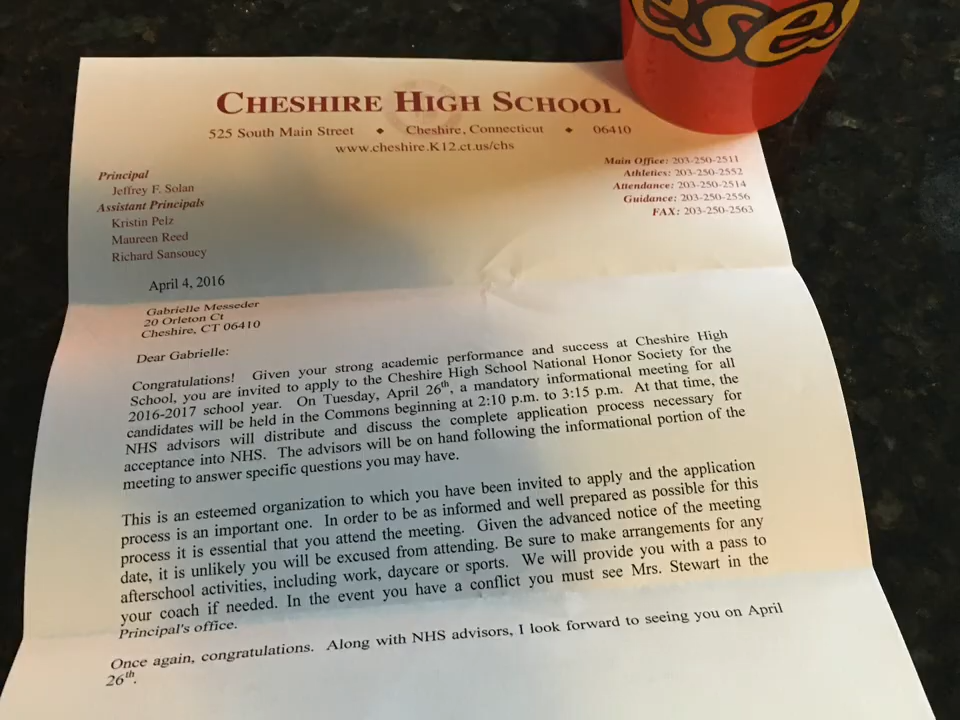 ese
CHESHIRE HIGH SCHOOL
525 South Main Street ◆ Cheshire, Connecticut ◆ 06410
www.cheshire.K12.ct.us/chs
Principal
Jeffrey F. Solan
Assistant Principals
Kristin Pelz
Maureen Reed
Richard Sansoucy
Main Office: 203-250-2511
Athletics: 203-250-2552
Attendance: 203-250-2514
Guidance: 203-250-2556
FAX: 203-250-2563
April 4, 2016
Gabrielle Messeder
20 Orleton Ct
Cheshire, CT 06410
Dear Gabrielle:
Congratulations! Given your strong academic performance and success at Cheshire High
School, you are invited to apply to the Cheshire High School National Honor Society for the
2016-2017 school year. On Tuesday, April 26th, a mandatory informational meeting for all
candidates will be held in the Commons beginning at 2:10 p.m. to 3:15 p.m. At that time, the
NHS advisors will distribute and discuss the complete application process necessary for
acceptance into NHS. The advisors will be on hand following the informational portion of the
meeting to answer specific questions you may have.
This is an esteemed organization to which you have been invited to apply and the application
process is an important one. In order to be as informed and well prepared as possible for this
process it is essential that you attend the meeting. Given the advanced notice of the meeting
date, it is unlikely you will be excused from attending. Be sure to make arrangements for any
afterschool activities, including work, daycare or sports. We will provide you with a pass to
your coach if needed. In the event you have a conflict you must see Mrs. Stewart in the
Principal's office.
Once again, congratulations. Along with NHS advisors, I look forward to seeing you on April
26th.